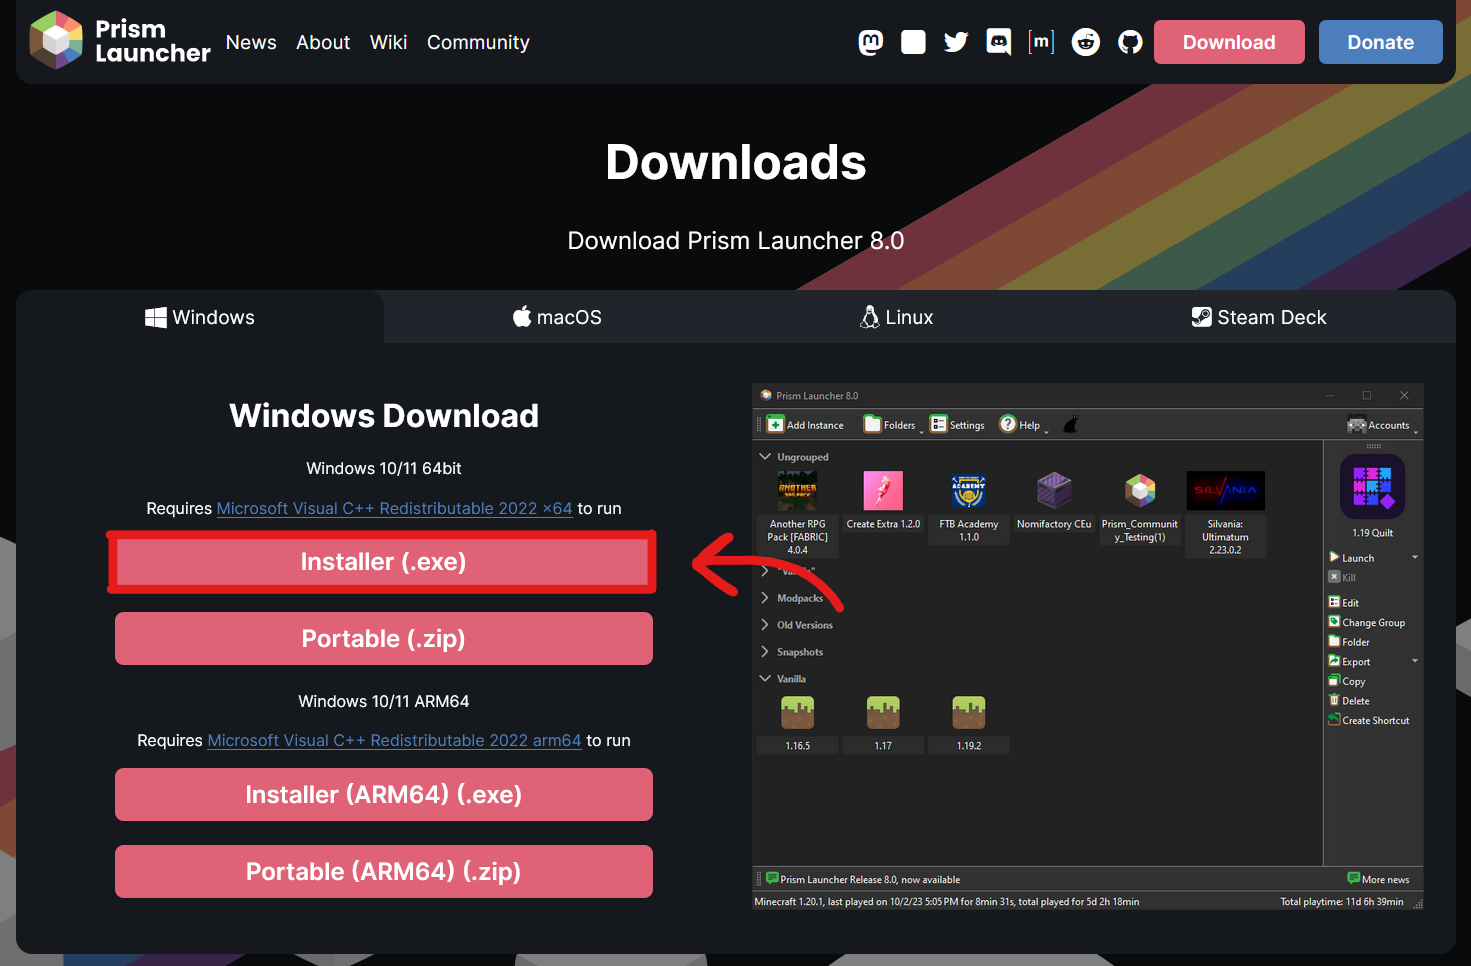 Prism
Launcher
News
About
Wiki
Community
[m]
Download
Donate
Downloads
Download Prism Launcher 8.0
Windows
macOS
Linux
Steam Deck
Windows Download
Windows 10/11 64bit
Requires Microsoft Visual C++ Redistributable 2022 x64 to run
Installer (.exe)
Portable (.zip)
Windows 10/11 ARM64
Requires Microsoft Visual C++ Redistributable 2022 arm64 to run
Installer (ARM64) (.exe)
Portable (ARM64) (.zip)
Prism Launcher 8.0
Add Instance
Folders
Settings
Help
Accounts
Ungrouped
ANOTHER
ACADEMY
SILVANIA
Another RPG
Pack [FABRIC]
4.0.4
Create Extra 1.2.0
FTB Academy
1.1.0
Nomifactory CEu
Prism_Communit
y_Testing(1)
Silvania:
Ultimatum
2.23.0.2
Modpacks
Old Versions
Snapshots
Vanilla
1.16.5
1.17
1.19.2
1.19 Quilt
Launch
Kill
Edit
Change Group
Folder
Export
Copy
Delete
Create Shortcut
Prism Launcher Release 8.0, now available
More news
Minecraft 1.20.1, last played on 10/2/23 5:05 PM for 8min 31s, total played for 5d 2h 18min
Total playtime: 11d 6h 39min